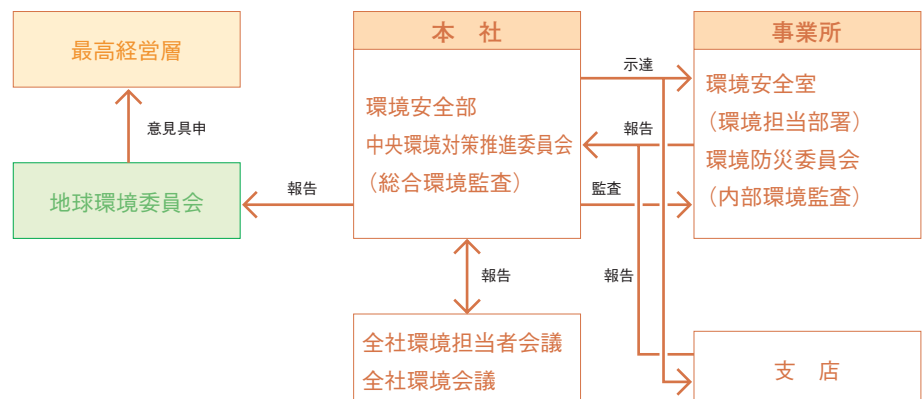 最高経営層
意見具申
地球環境委員会
報告
本 社
環境安全部
中央環境対策推進委員会
（総合環境監査）
報告
全社環境担当者会議
全社環境会議
示達
報告
監査
報告
事業所
環境安全室
（環境担当部署）
環境防災委員会
（内部環境監査）
支 店